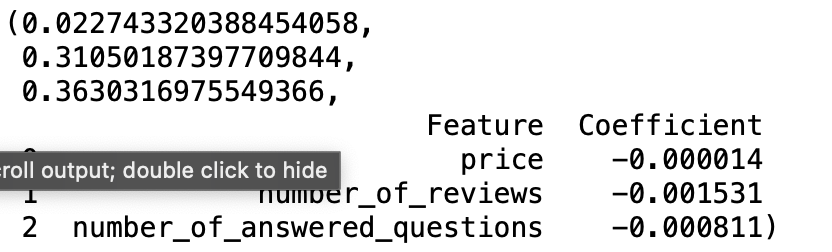 (0.022743320388454058,
0.31050187397709844,
0.3630316975549366,
Feature Coefficient
price -0.000014
croll output; double click to hide
1 number_of_reviews -0.001531
2 number_of_answered_questions -0.000811)